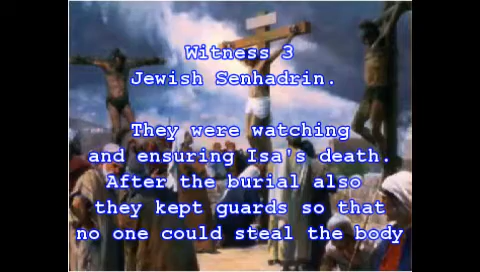 Witness 3
Jewish Senhadrin.
They were watching
and ensuring Isa's death.
After the burial also
they kept guards so that
no one could steal the body